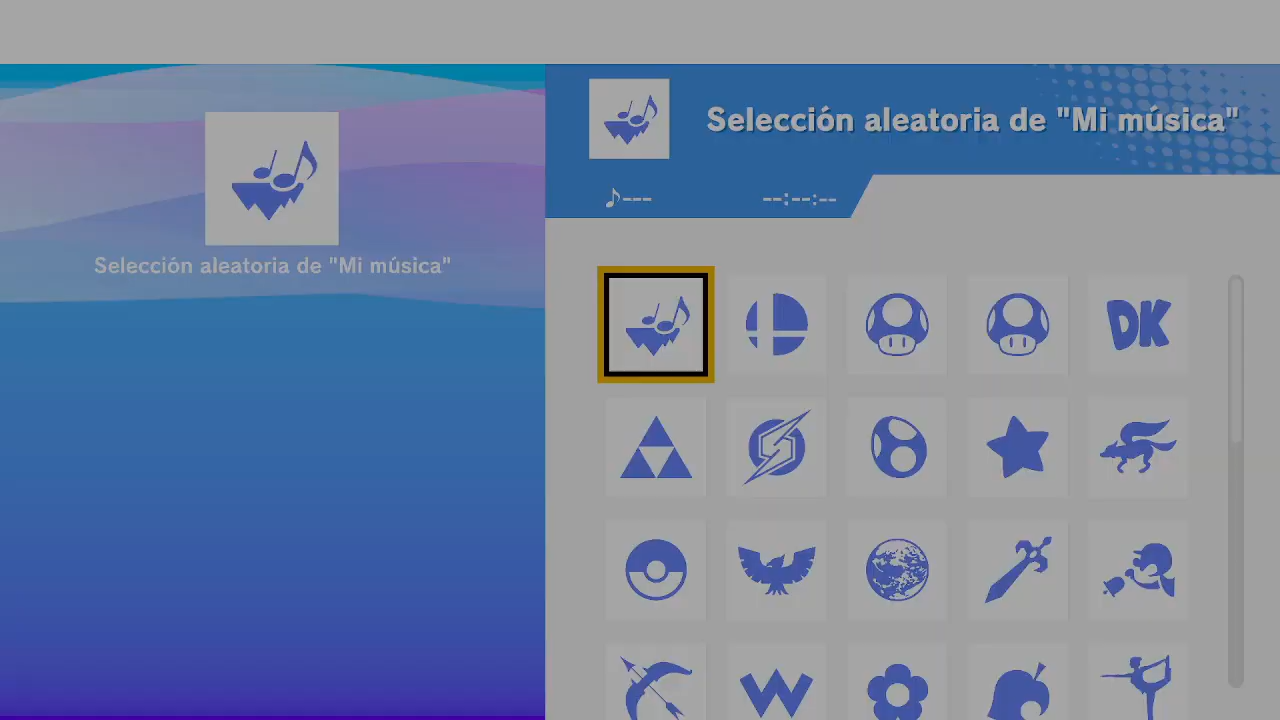 Selección aleatoria de "Mi música"
Selección aleatoria de "Mi música"
♪--- --:--:--
DK